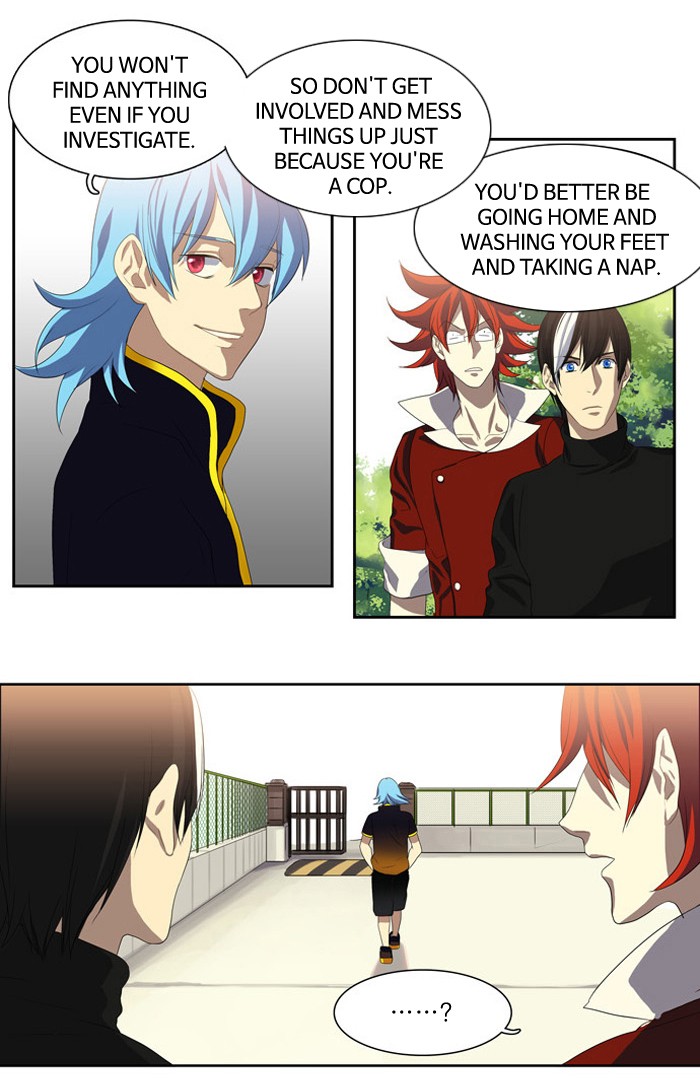 YOU WON'T
FIND ANYTHING
EVEN IF YOU
INVESTIGATE.
SO DON'T GET
INVOLVED AND MESS
THINGS UP JUST
BECAUSE YOU'RE
A COP.
YOU'D BETTER BE
GOING HOME AND
WASHING YOUR FEET
AND TAKING A NAP.
……?